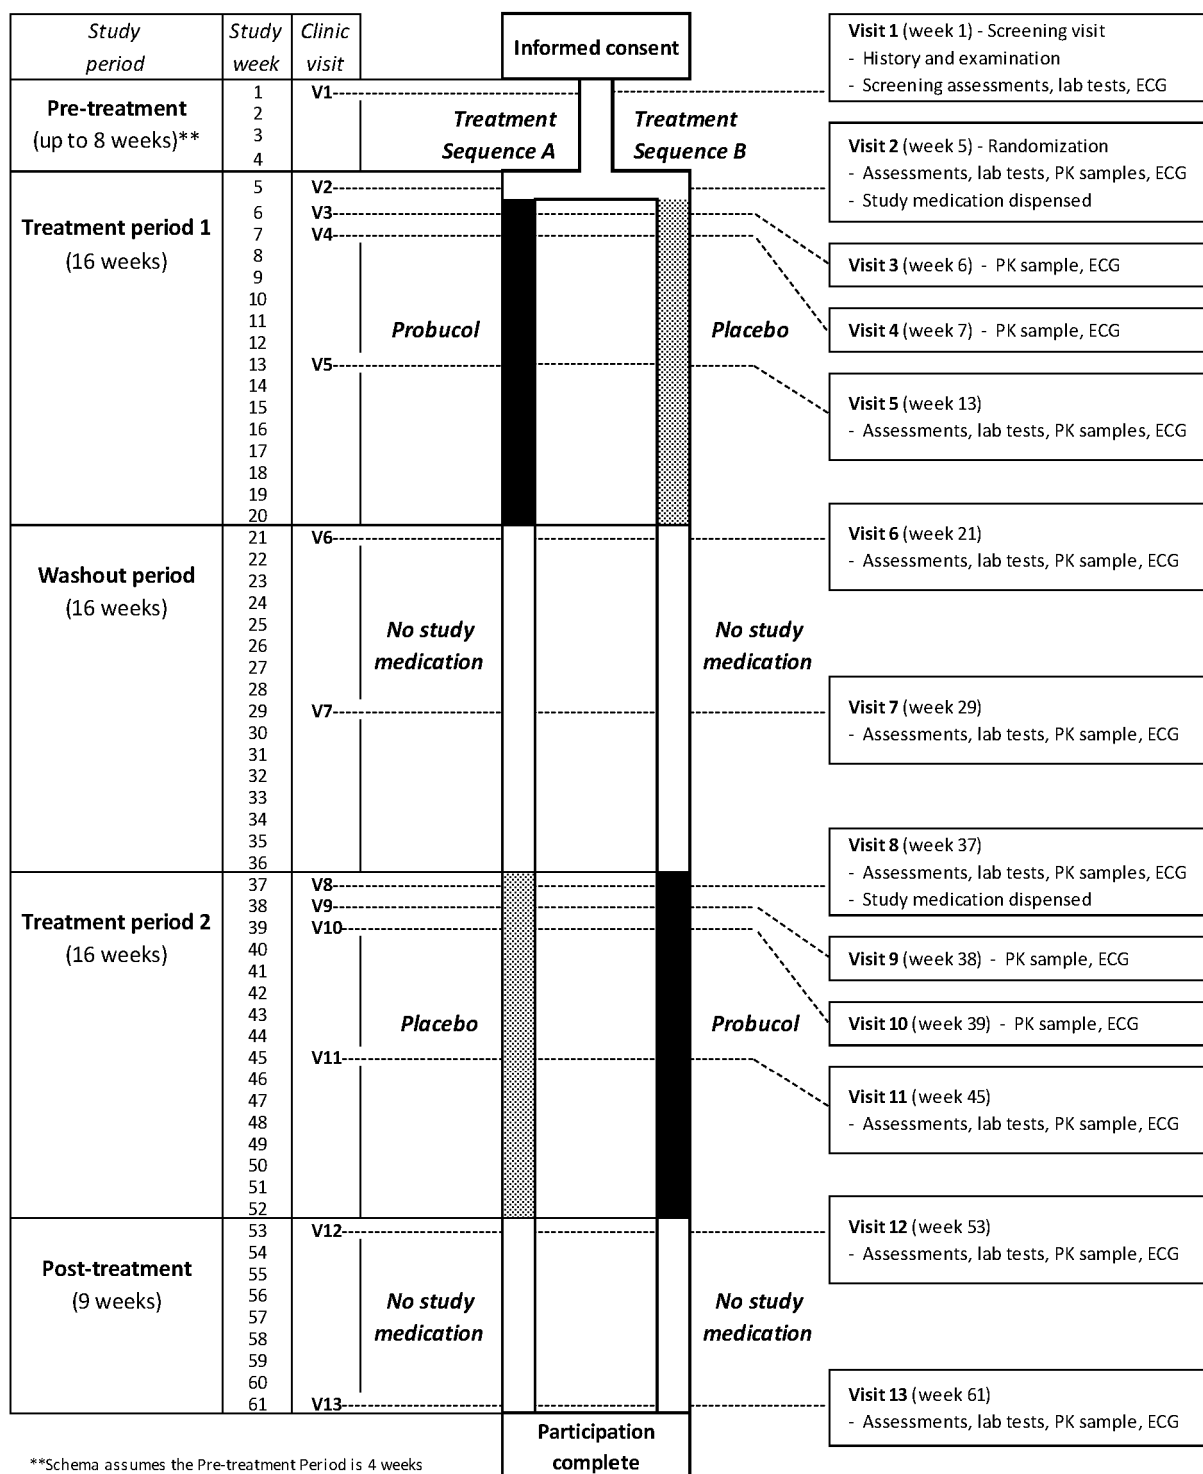 Study period
Study week
Clinic visit
Informed consent
Visit 1 (week 1) - Screening visit
- History and examination
- Screening assessments, lab tests, ECG
Pre-treatment
(up to 8 weeks)**
1
V1
2
3
4
Treatment
Sequence A
Treatment
Sequence B
Visit 2 (week 5) - Randomization
- Assessments, lab tests, PK samples, ECG
- Study medication dispensed
Treatment period 1
(16 weeks)
5
V2
6
V3
7
V4
8
9
10
11
12
13
V5
14
15
16
17
18
19
20
Probucol
Placebo
Visit 3 (week 6) - PK sample, ECG
Visit 4 (week 7) - PK sample, ECG
Visit 5 (week 13)
- Assessments, lab tests, PK samples, ECG
Washout period
(16 weeks)
21
V6
22
23
24
25
26
27
28
29
V7
30
31
32
33
34
35
36
No study
medication
No study
medication
Visit 6 (week 21)
- Assessments, lab tests, PK sample, ECG
Visit 7 (week 29)
- Assessments, lab tests, PK sample, ECG
Treatment period 2
(16 weeks)
37
V8
38
V9
39
V10
40
41
42
43
44
45
V11
46
47
48
49
50
51
52
Placebo
Probucol
Visit 8 (week 37)
- Assessments, lab tests, PK samples, ECG
- Study medication dispensed
Visit 9 (week 38) - PK sample, ECG
Visit 10 (week 39) - PK sample, ECG
Visit 11 (week 45)
- Assessments, lab tests, PK sample, ECG
Post-treatment
(9 weeks)
53
V12
54
55
56
57
58
59
60
61
V13
No study
medication
No study
medication
Visit 12 (week 53)
- Assessments, lab tests, PK sample, ECG
Visit 13 (week 61)
- Assessments, lab tests, PK sample, ECG
Participation
complete
**Schema assumes the Pre-treatment Period is 4 weeks